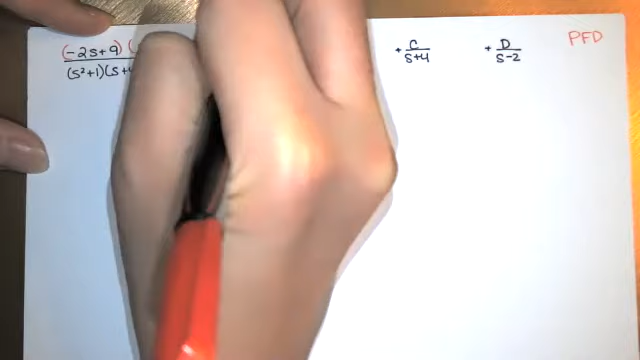 (-2s+9) ( + C/(s+4) + D/(s-2) PFD
(s²+1)(s+